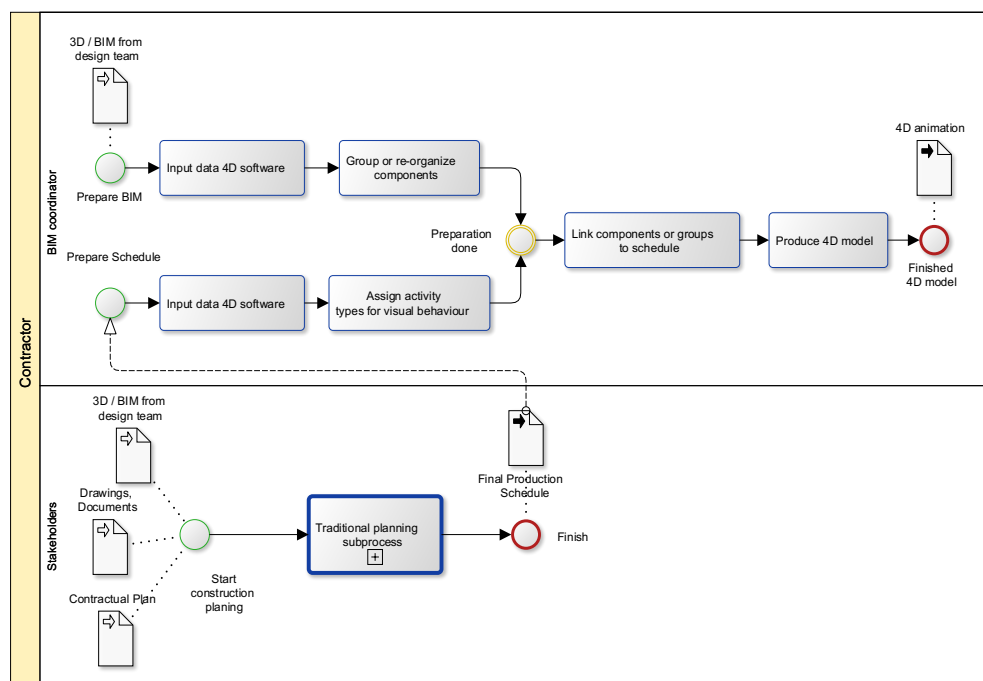 Contractor
BIM coordinator
3D / BIM from
design team
Prepare BIM
Input data 4D software
Group or re-organize
components
Prepare Schedule
Input data 4D software
Assign activity
types for visual behaviour
Preparation
done
Link components or groups
to schedule
Produce 4D model
4D animation
Finished
4D model
Stakeholders
3D / BIM from
design team
Drawings,
Documents
Contractual Plan
Start
construction
planing
Traditional planning
subprocess
Final Production
Schedule
Finish